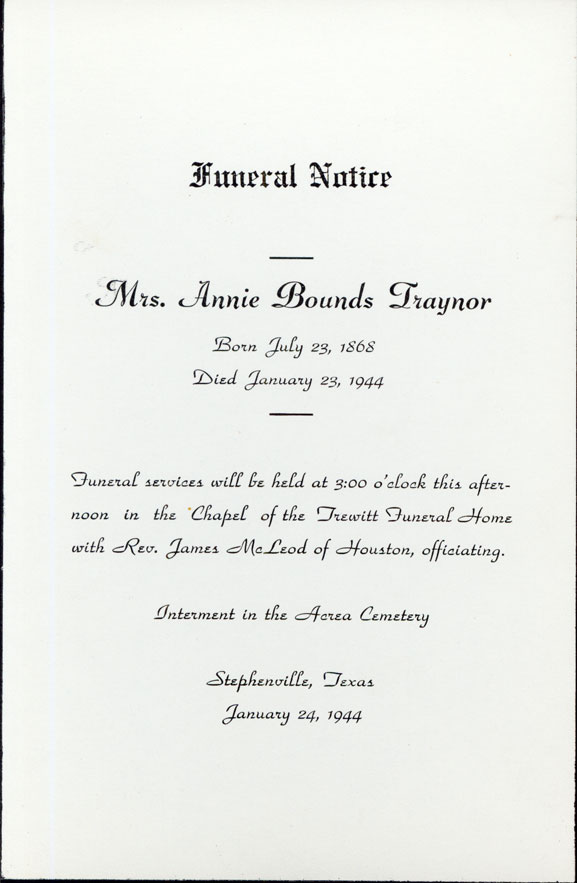 Funeral Notice
Mrs. Annie Bounds Traynor
Born July 23, 1868
Died January 23, 1944
Funeral services will be held at 3:00 o'clock this after-
noon in the Chapel of the Trewitt Funeral Home
with Rev. James McLeod of Houston, officiating.
Interment in the Acrea Cemetery
Stephenville, Texas
January 24, 1944